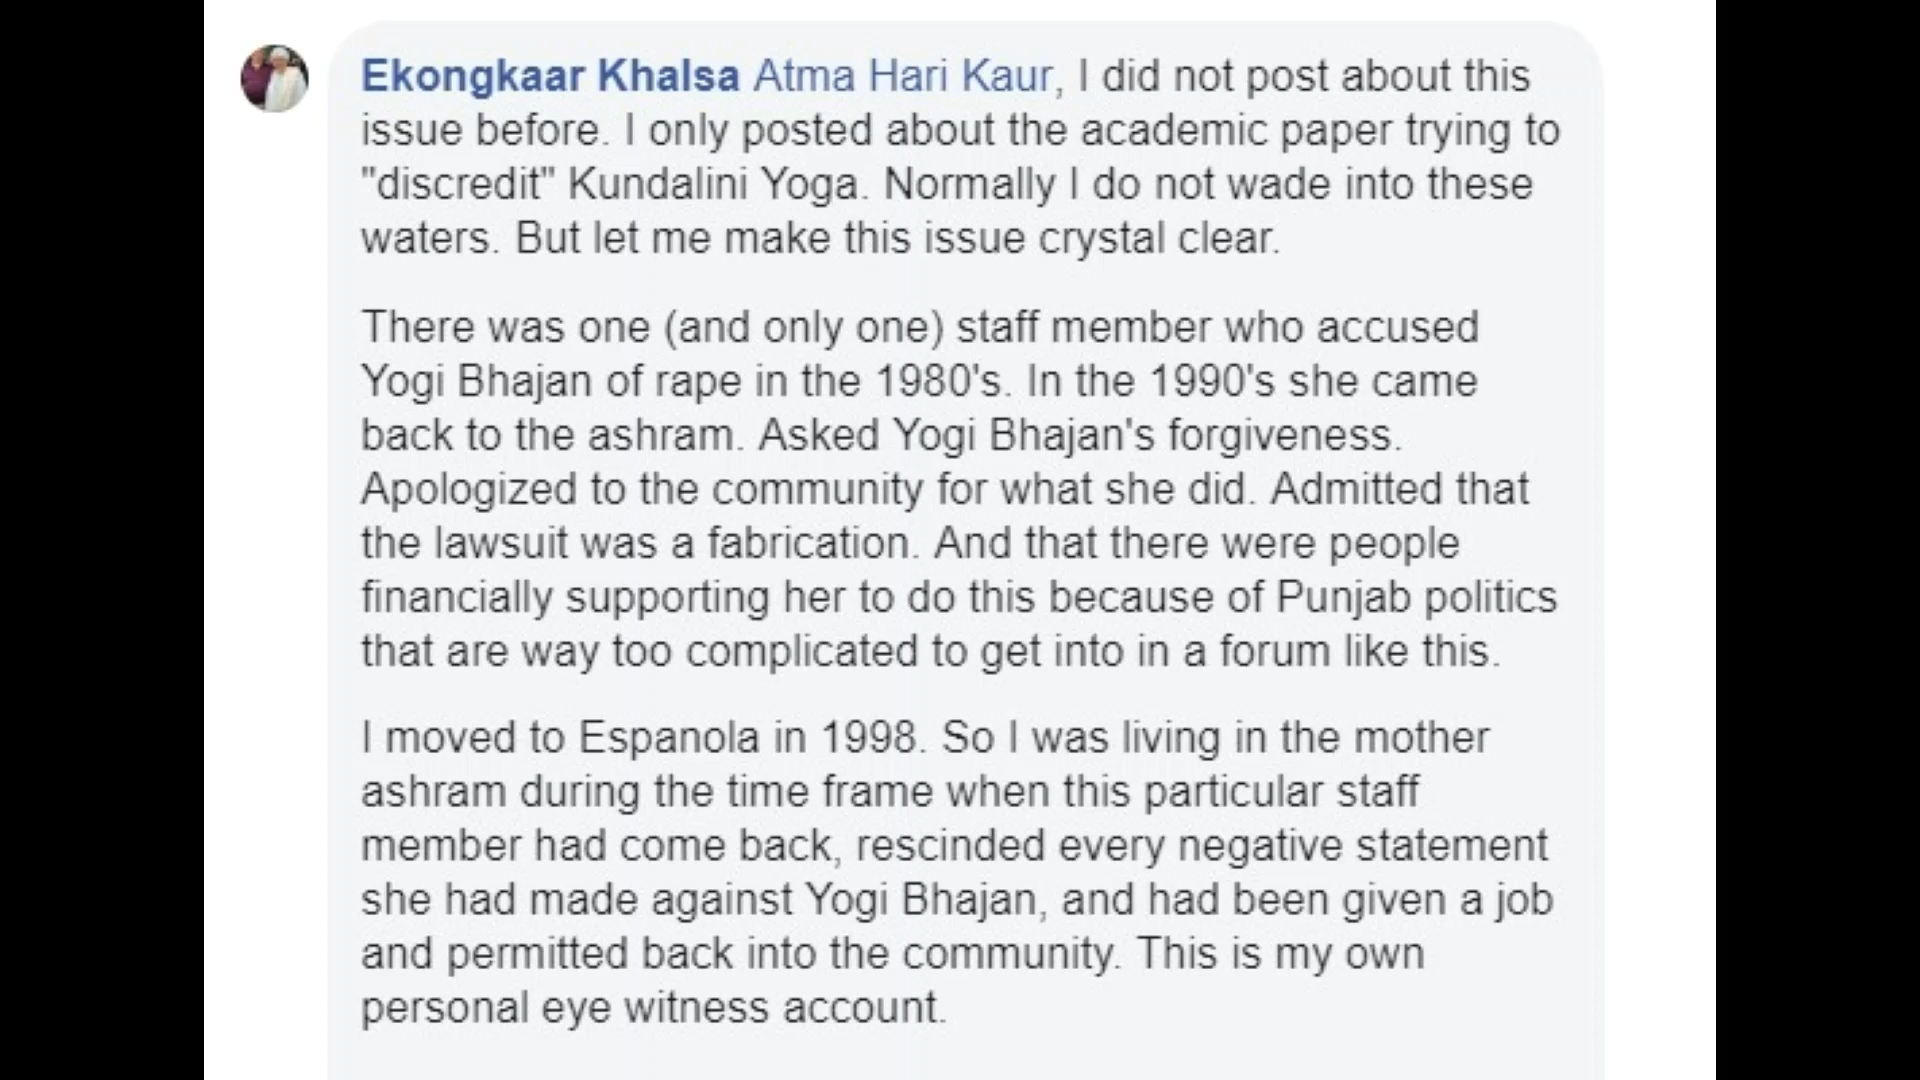 Ekongkaar Khalsa Atma Hari Kaur, I did not post about this
issue before. I only posted about the academic paper trying to
"discredit" Kundalini Yoga. Normally I do not wade into these
waters. But let me make this issue crystal clear.
There was one (and only one) staff member who accused
Yogi Bhajan of rape in the 1980's. In the 1990's she came
back to the ashram. Asked Yogi Bhajan's forgiveness.
Apologized to the community for what she did. Admitted that
the lawsuit was a fabrication. And that there were people
financially supporting her to do this because of Punjab politics
that are way too complicated to get into in a forum like this.
I moved to Espanola in 1998. So I was living in the mother
ashram during the time frame when this particular staff
member had come back, rescinded every negative statement
she had made against Yogi Bhajan, and had been given a job
and permitted back into the community. This is my own
personal eye witness account.